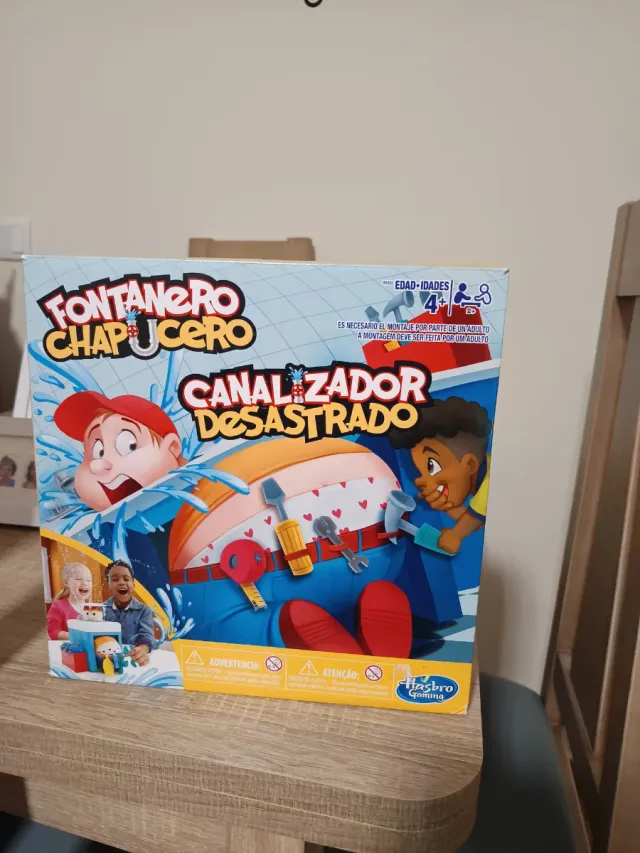 FONTANERO
CHAPUCERO
EDAD•IDADES
4+
2+
ES NECESARIO EL MONTAJE POR PARTE DE UN ADULTO
A MONTAGEM DEVE SER FEITA POR UM ADULTO
CANALIZADOR
DESASTRADO
ADVERTENCIA:
ATENÇÃO:
Hasbro
Gaming